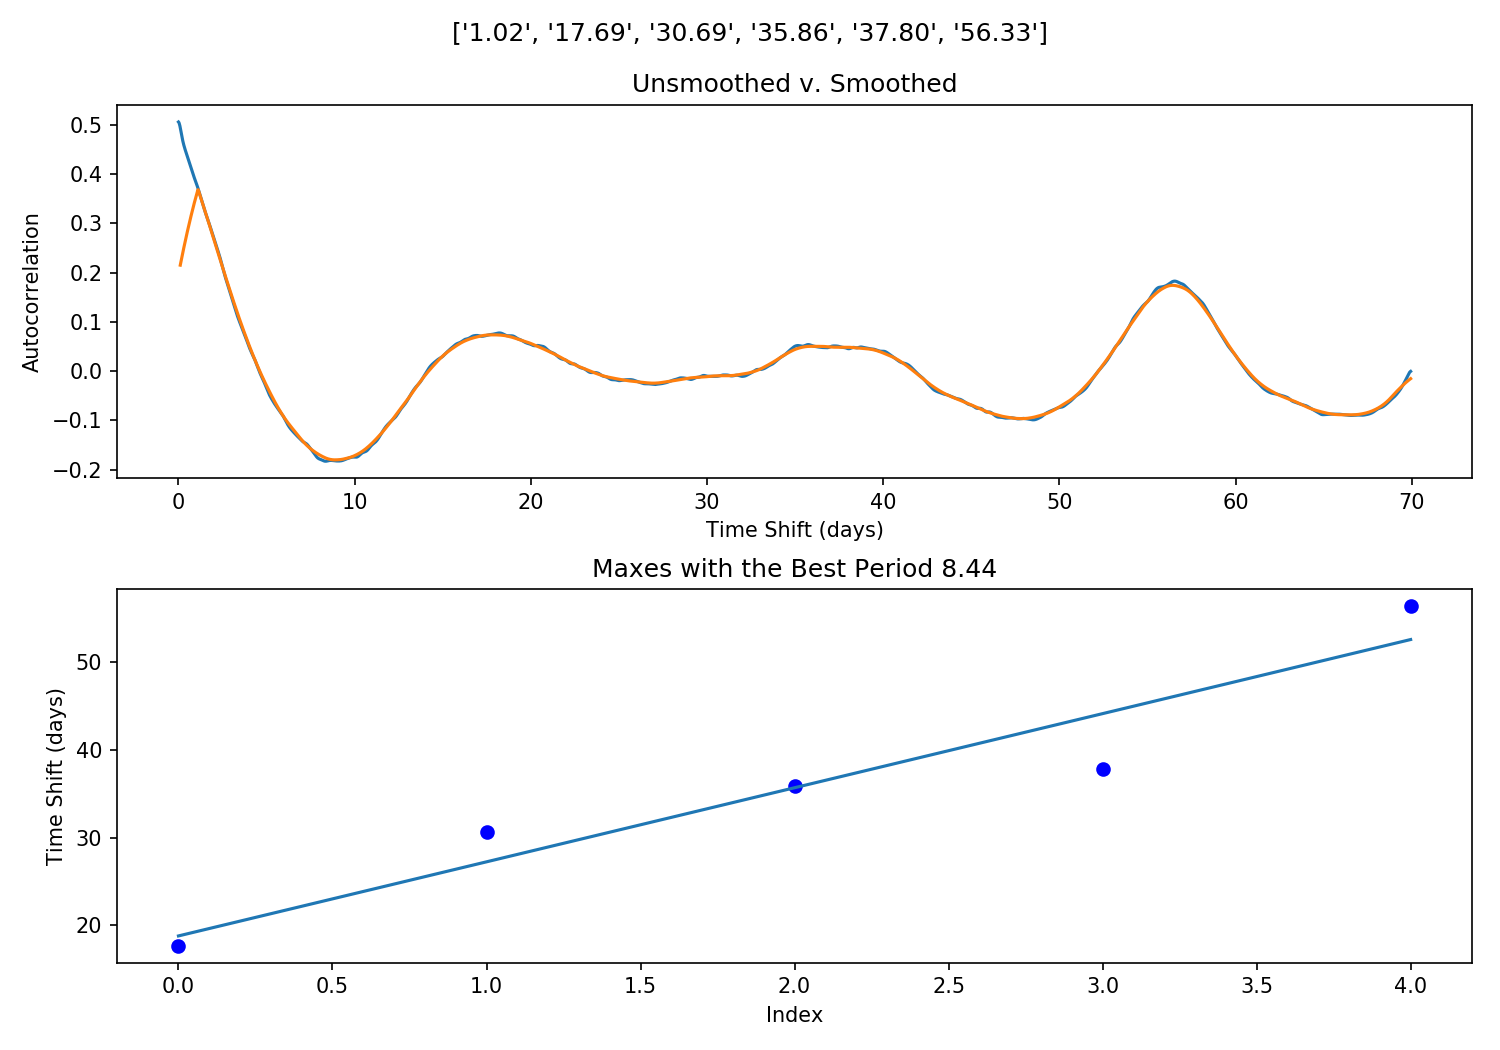 ['1.02', '17.69', '30.69', '35.86', '37.80', '56.33']
Unsmoothed v. Smoothed
Autocorrelation
0.5
0.4
0.3
0.2
0.1
0.0
−0.1
−0.2
0 10 20 30 40 50 60 70
Time Shift (days)
Maxes with the Best Period 8.44
Time Shift (days)
50
40
30
20
0.0 0.5 1.0 1.5 2.0 2.5 3.0 3.5 4.0
Index